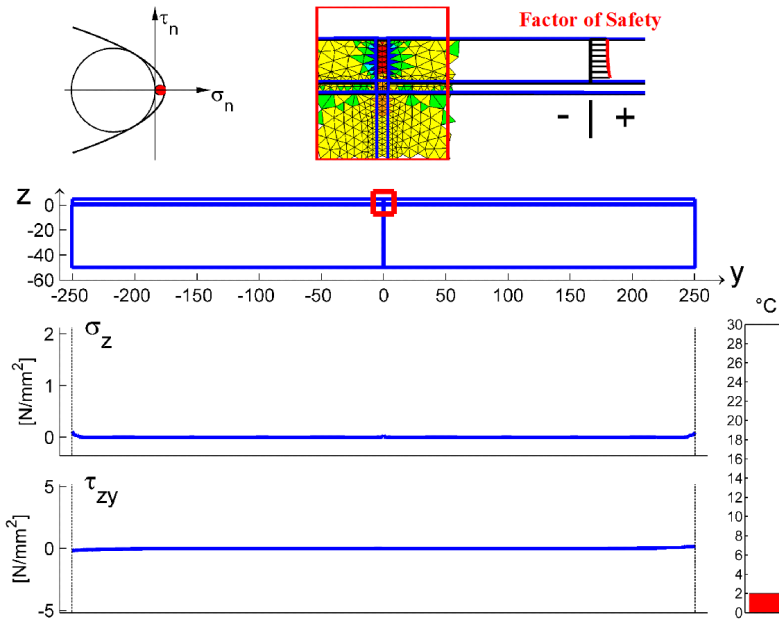 τn
σn
Factor of Safety
- +
z
0
-20
-40
-60
-250 -200 -150 -100 -50 0 50 100 150 200 250
y
σz
[N/mm²]
2
1
0
τzy
[N/mm²]
5
0
-5
°C
30
28
26
24
22
20
18
16
14
12
10
8
6
4
2
0